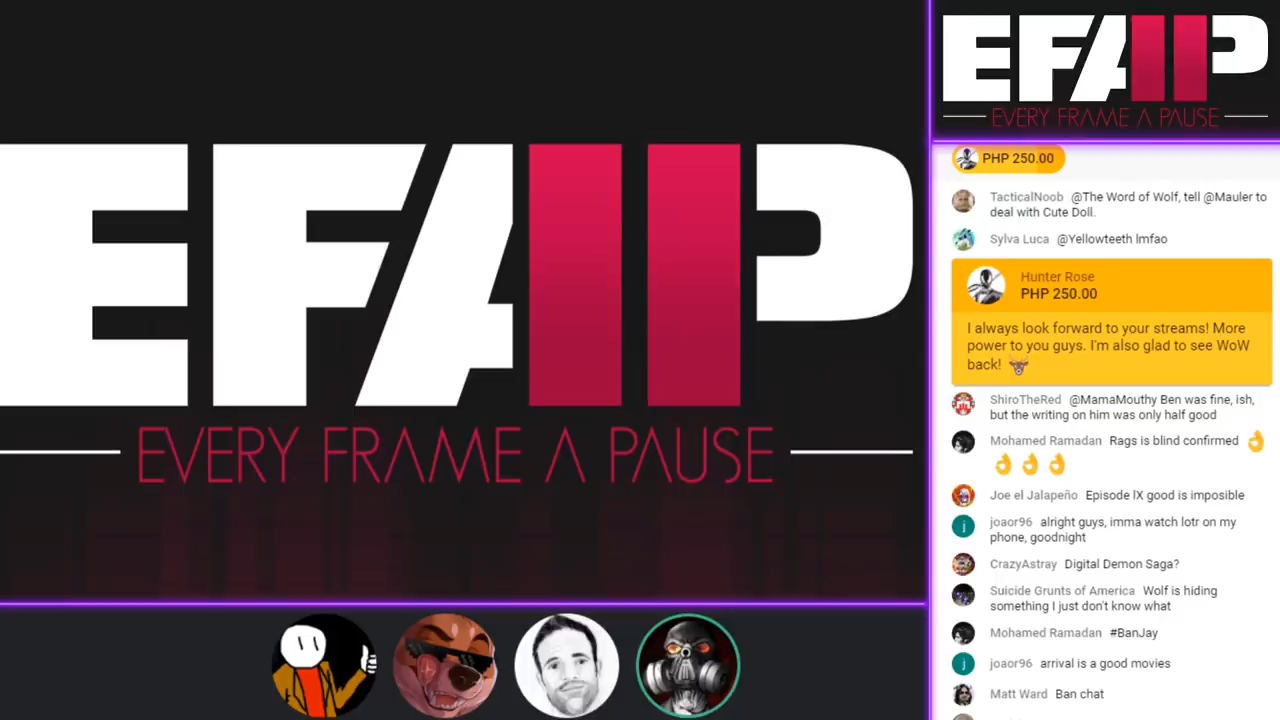 EFAP
EVERY FRAME A PAUSE
EFAP
EVERY FRAME A PAUSE
PHP 250.00
TacticalNoob @The Word of Wolf, tell @Mauler to
deal with Cute Doll.
Sylva Luca @Yellowteeth lmfao
Hunter Rose
PHP 250.00
I always look forward to your streams! More
power to you guys. I'm also glad to see WoW
back!
ShiroTheRed @MamaMouthy Ben was fine, ish,
but the writing on him was only half good
Mohamed Ramadan Rags is blind confirmed 👌
👌 👌 👌
Joe el Jalapeño Episode lX good is imposible
j joaor96 alright guys, imma watch lotr on my
phone, goodnight
CrazyAstray Digital Demon Saga?
Suicide Grunts of America Wolf is hiding
something I just don't know what
Mohamed Ramadan #BanJay
j joaor96 arrival is a good movies
Matt Ward Ban chat